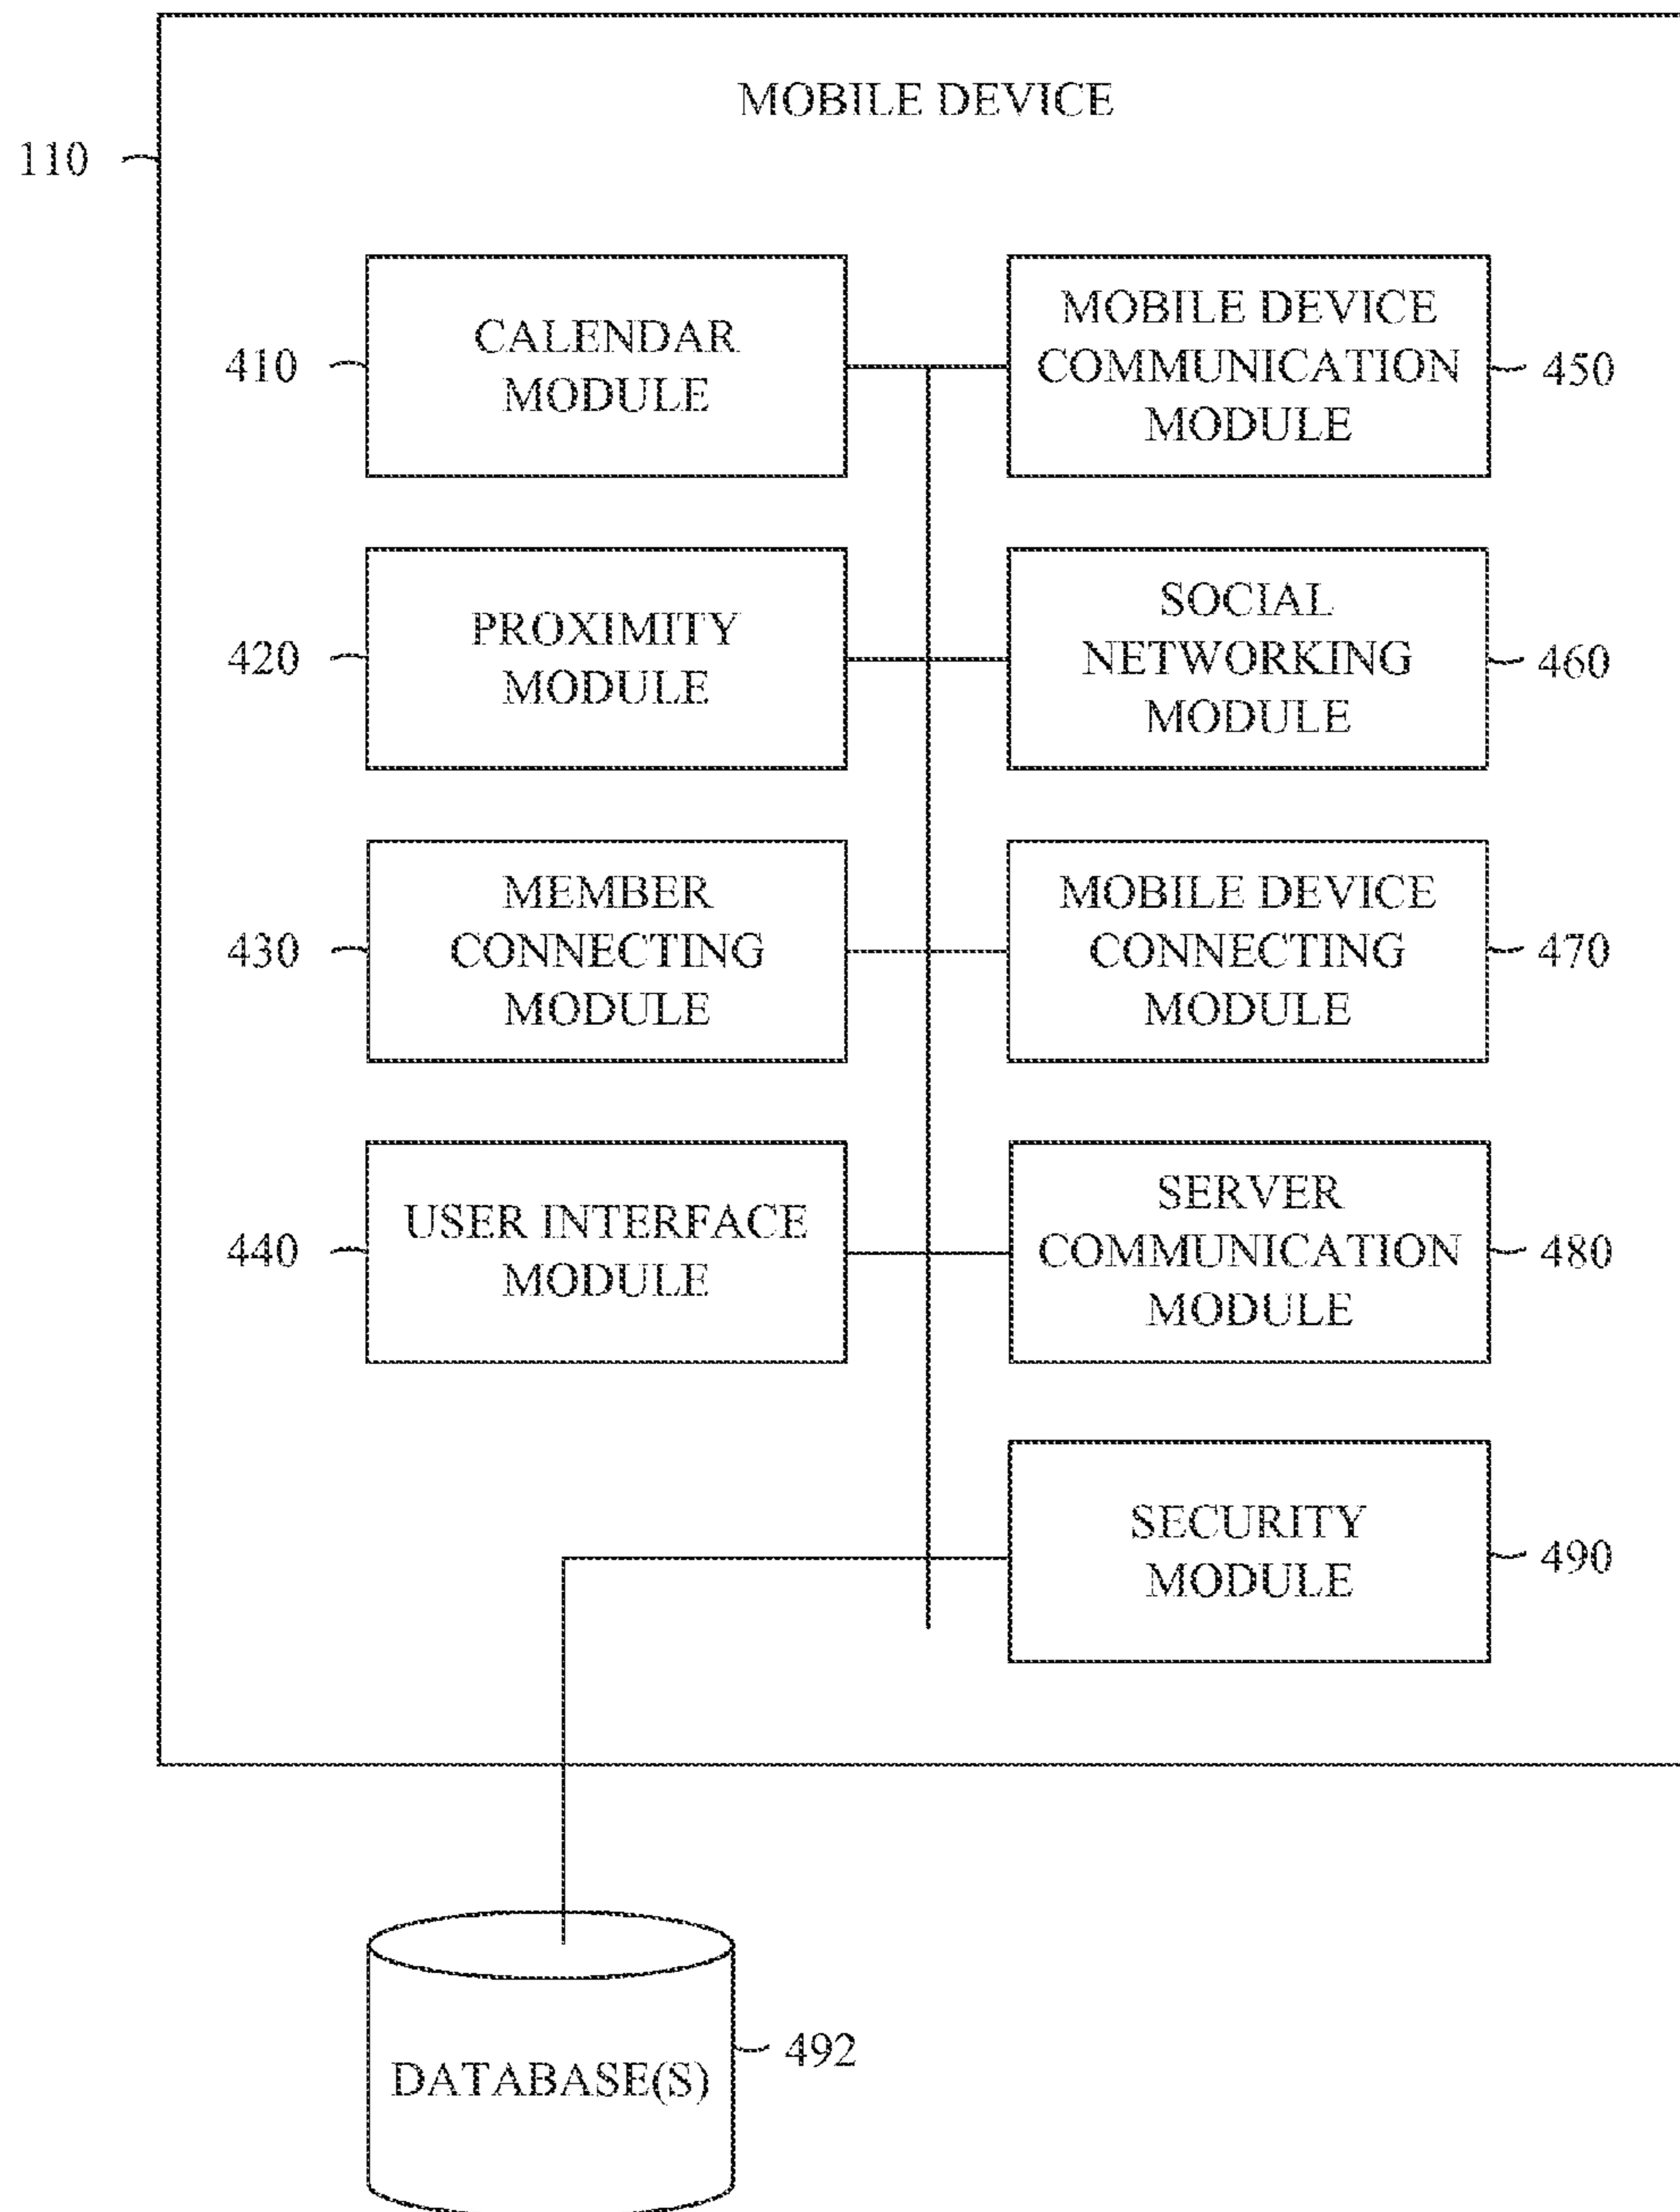 MOBILE DEVICE
110
CALENDAR
MODULE
410
MOBILE DEVICE
COMMUNICATION
MODULE
450
PROXIMITY
MODULE
420
SOCIAL
NETWORKING
MODULE
460
MEMBER
CONNECTING
MODULE
430
MOBILE DEVICE
CONNECTING
MODULE
470
USER INTERFACE
MODULE
440
SERVER
COMMUNICATION
MODULE
480
SECURITY
MODULE
490
DATABASE(S)
492